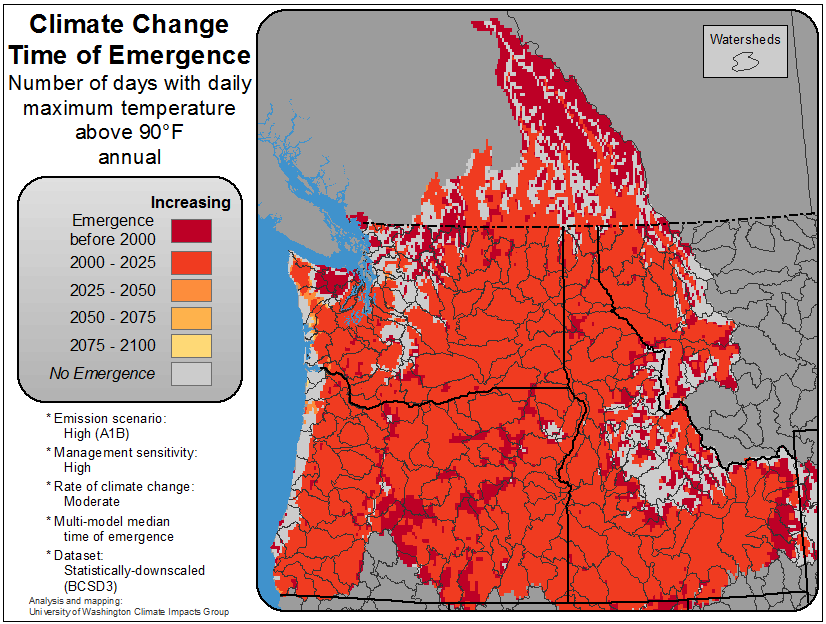 Climate Change
Time of Emergence
Number of days with daily
maximum temperature
above 90°F
annual
Increasing
Emergence
before 2000
2000 - 2025
2025 - 2050
2050 - 2075
2075 - 2100
No Emergence
* Emission scenario:
High (A1B)
* Management sensitivity:
High
* Rate of climate change:
Moderate
* Multi-model median
time of emergence
* Dataset:
Statistically-downscaled
(BCSD3)
Analysis and mapping:
University of Washington Climate Impacts Group
Watersheds